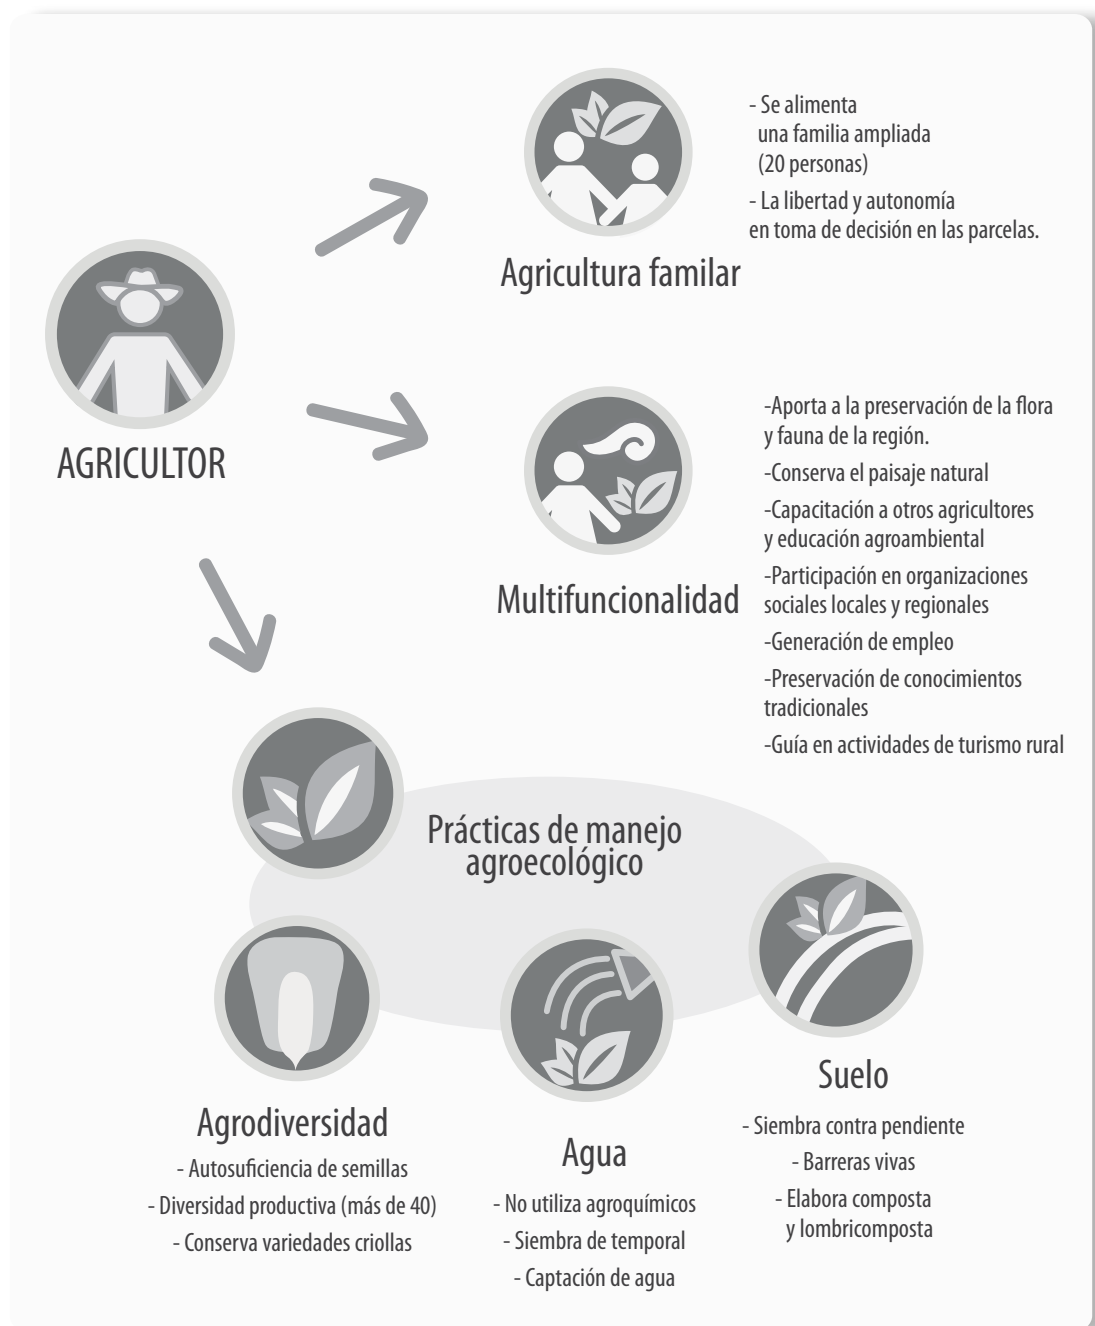 - Se alimenta
una familia ampliada
(20 personas)
- La libertad y autonomía
en toma de decisión en las parcelas.
Agricultura familar
AGRICULTOR
-Aporta a la preservación de la flora
y fauna de la región.
-Conserva el paisaje natural
-Capacitación a otros agricultores
y educación agroambiental
-Participación en organizaciones
sociales locales y regionales
-Generación de empleo
-Preservación de conocimientos
tradicionales
-Guía en actividades de turismo rural
Multifuncionalidad
Prácticas de manejo
agroecológico
Agrodiversidad
- Autosuficiencia de semillas
- Diversidad productiva (más de 40)
- Conserva variedades criollas
Agua
- No utiliza agroquímicos
- Siembra de temporal
- Captación de agua
Suelo
- Siembra contra pendiente
- Barreras vivas
- Elabora composta
y lombricomposta